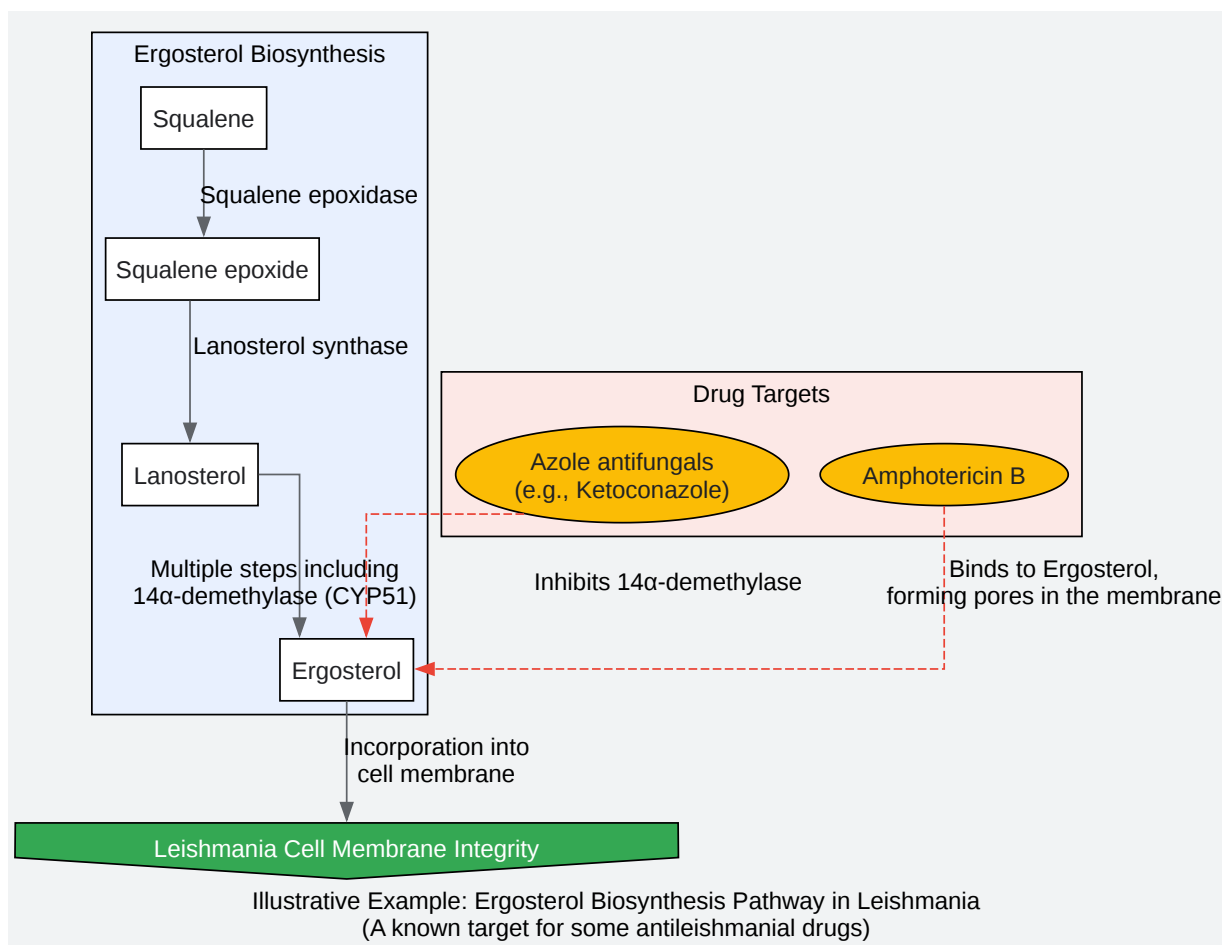 Ergosterol Biosynthesis
Squalene
Squalene epoxidase
Squalene epoxide
Lanosterol synthase
Lanosterol
Multiple steps including
14α-demethylase (CYP51)
Ergosterol
Drug Targets
Azole antifungals
(e.g., Ketoconazole)
Amphotericin B
Inhibits 14α-demethylase
Binds to Ergosterol,
forming pores in the membrane
Incorporation into
cell membrane
Leishmania Cell Membrane Integrity
Illustrative Example: Ergosterol Biosynthesis Pathway in Leishmania
(A known target for some antileishmanial drugs)